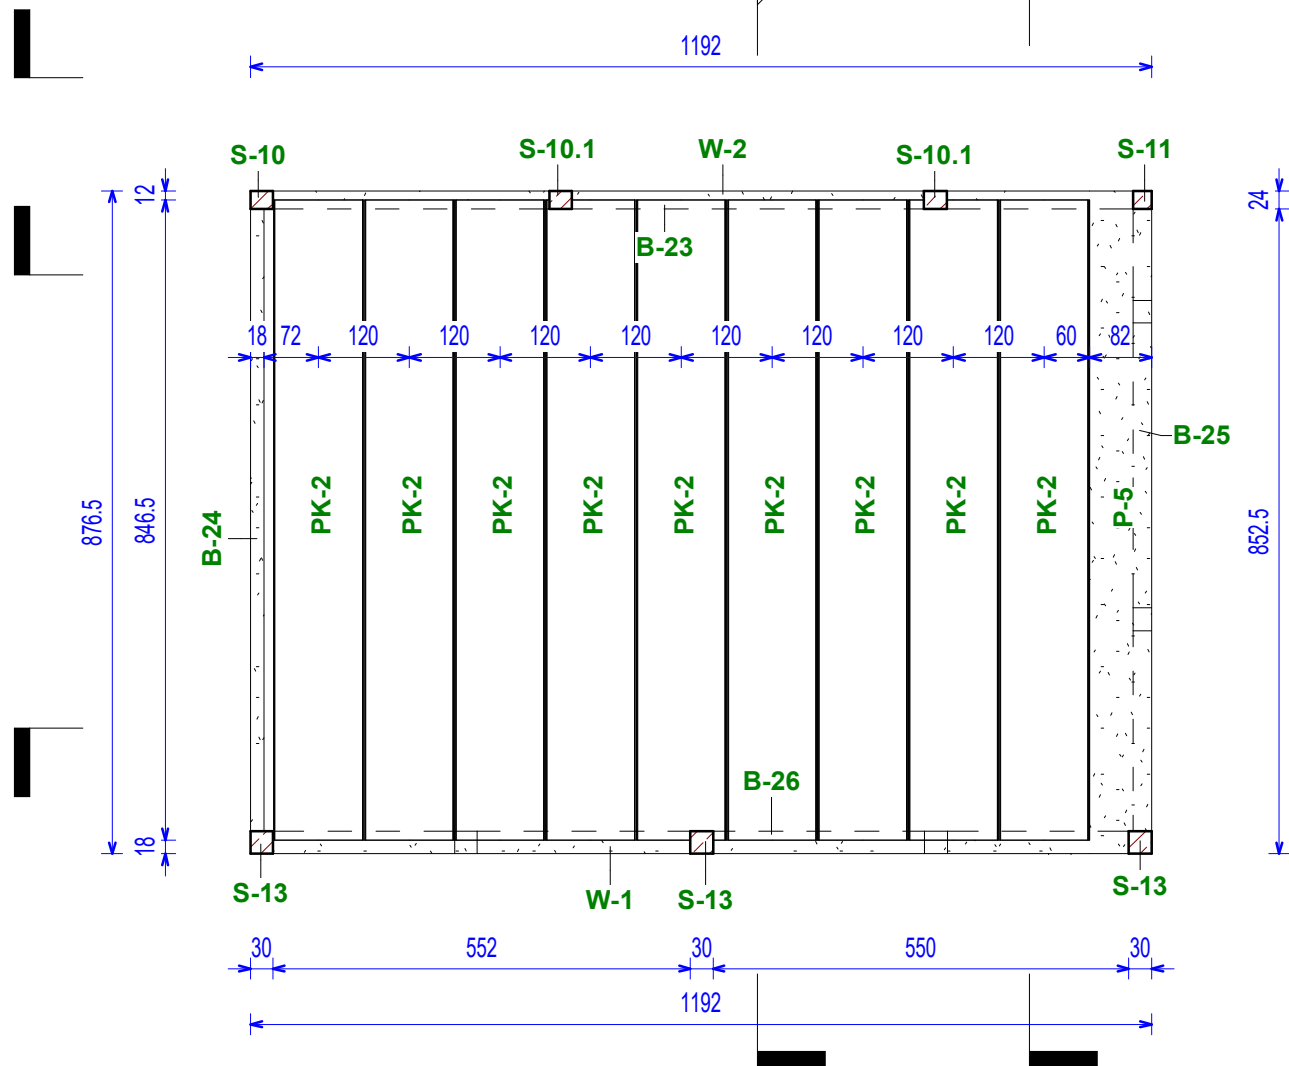 1192
S-10
S-10.1
W-2
S-10.1
S-11
12
24
B-23
18 72 120 120 120 120 120 120 120 120 60 82
B-25
876.5
846.5
B-24
PK-2
PK-2
PK-2
PK-2
PK-2
PK-2
PK-2
PK-2
PK-2
P-5
852.5
B-26
18
S-13
W-1
S-13
S-13
30 552 30 550 30
1192